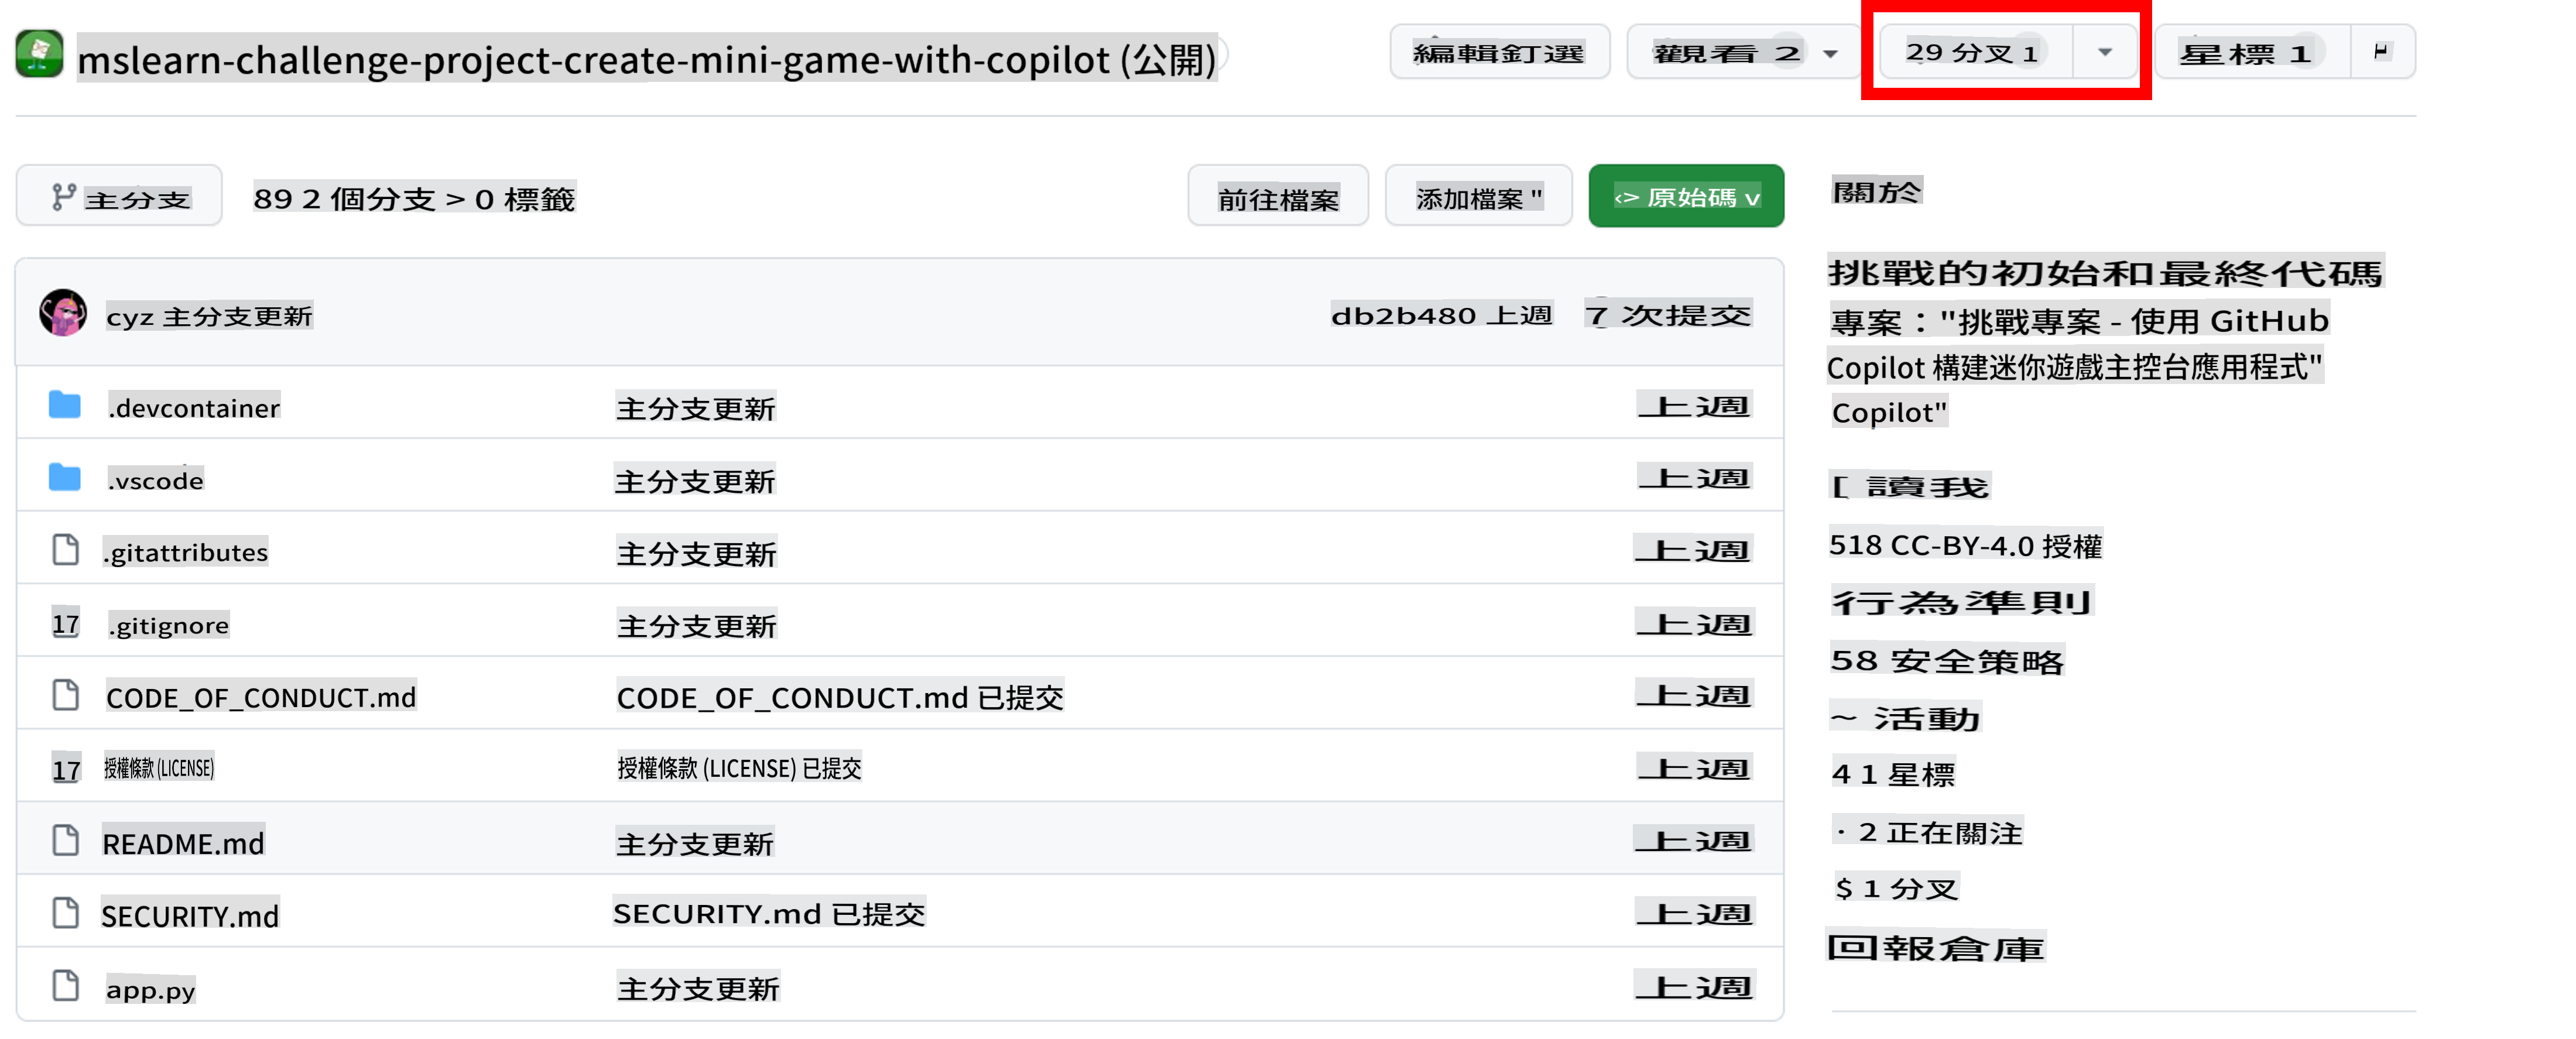 mslearn-challenge-project-create-mini-game-with-copilot (公開)
編輯釘選
觀看 2
29 分叉 1
星標 1
主分支
89 2 個分支 > 0 標籤
前往檔案
添加檔案 "
<> 原始碼 v
關於
cyz 主分支更新
db2b480 上週
7 次提交
挑戰的初始和最終代碼
專案："挑戰專案 - 使用 GitHub
Copilot 構建迷你遊戲主控台應用程式"
Copilot"
.devcontainer
主分支更新
上週
.vscode
主分支更新
上週
[ 讀我
.gitattributes
主分支更新
上週
518 CC-BY-4.0 授權
17
.gitignore
主分支更新
上週
行為準則
CODE_OF_CONDUCT.md
CODE_OF_CONDUCT.md 已提交
上週
58 安全策略
~ 活動
17
授權條款 (LICENSE)
授權條款 (LICENSE) 已提交
上週
4 1 星標
README.md
主分支更新
上週
· 2 正在關注
SECURITY.md
SECURITY.md 已提交
上週
$ 1 分叉
回報倉庫
app.py
主分支更新
上週